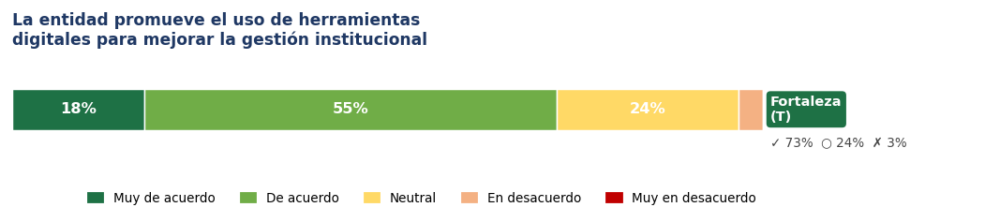 La entidad promueve el uso de herramientas
digitales para mejorar la gestión institucional
18% 55% 24% Fortaleza
(T)
✓ 73% ○ 24% ✗ 3%
Muy de acuerdo De acuerdo Neutral En desacuerdo Muy en desacuerdo